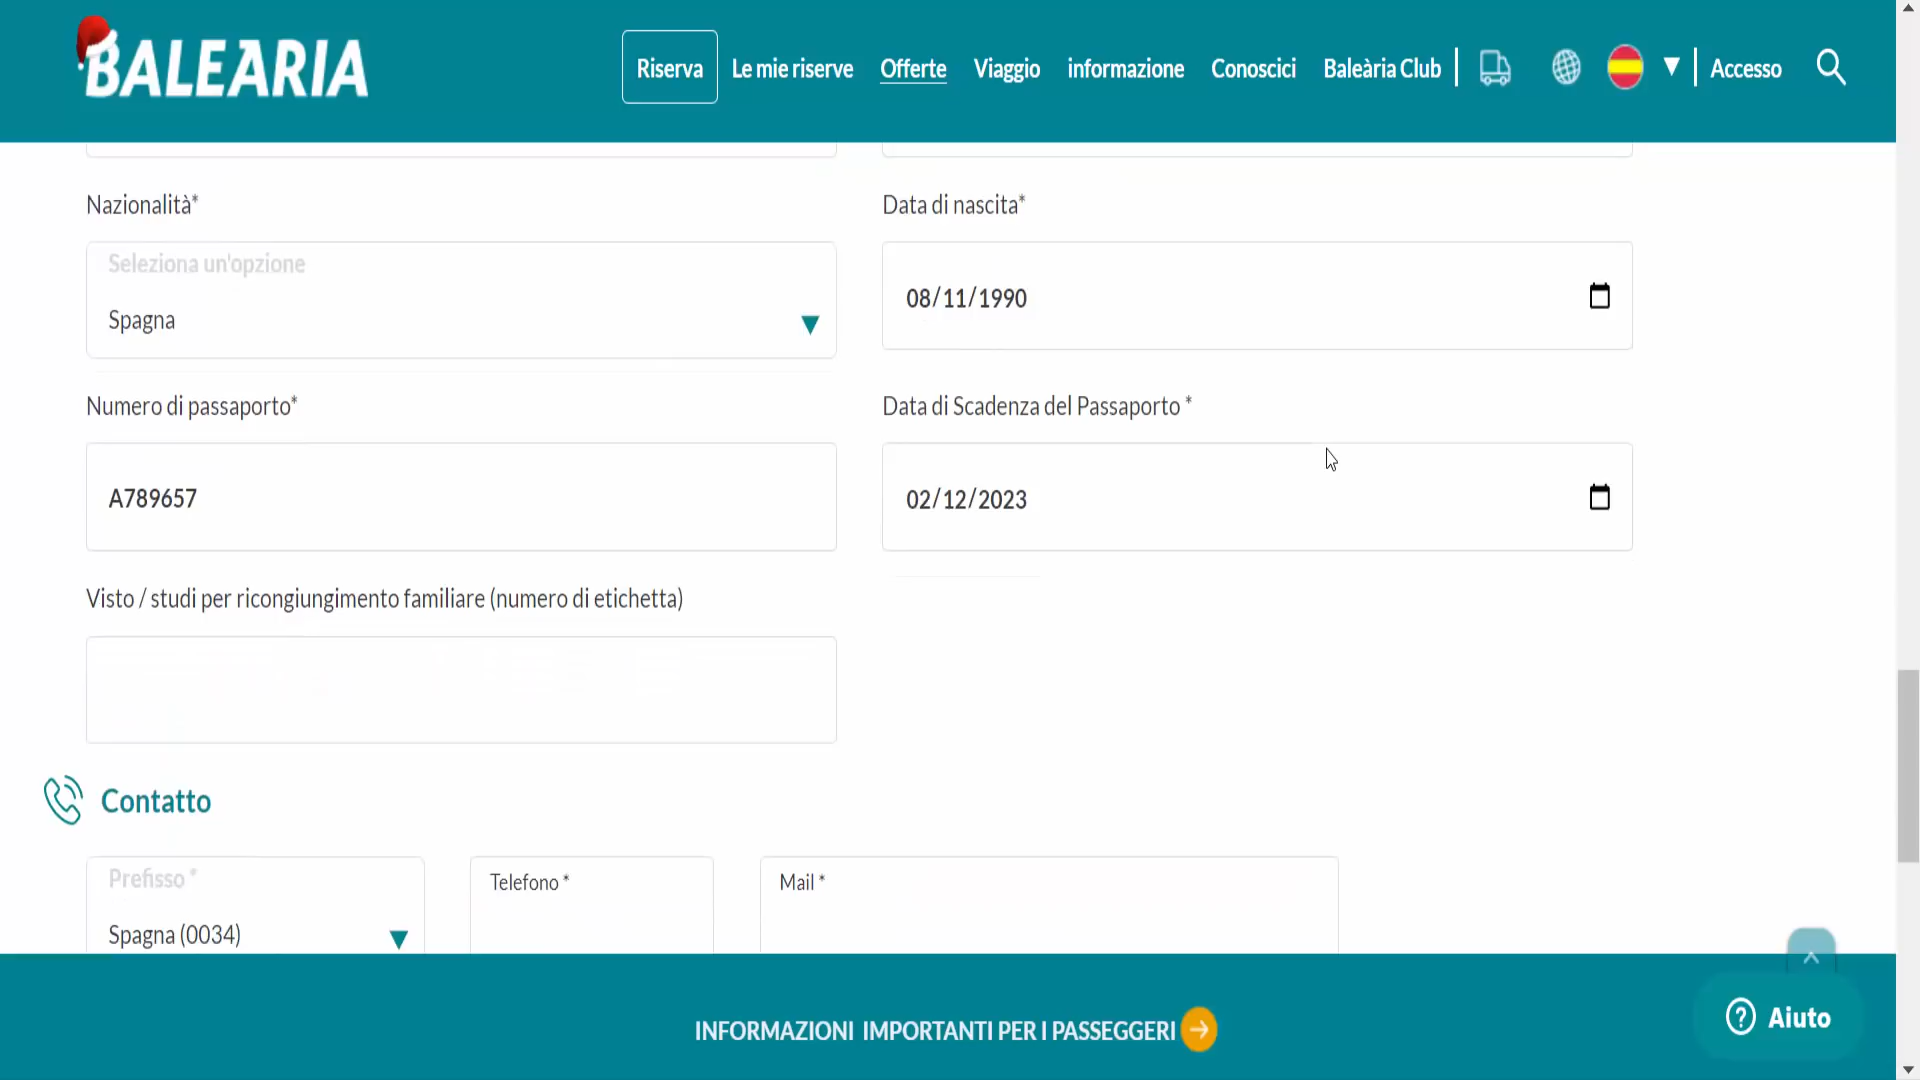 BALEARIA
Riserva Le mie riserve Offerte Viaggio informazione Conoscici Baleària Club Accesso
Nazionalità* Data di nascita*
Seleziona un'opzione
Spagna ▼ 08/11/1990
Numero di passaporto* Data di Scadenza del Passaporto *
A789657 02/12/2023
Visto / studi per ricongiungimento familiare (numero di etichetta)
Contatto
Prefisso * Telefono * Mail *
Spagna (0034) ▼
INFORMAZIONI IMPORTANTI PER I PASSEGGERI
? Aiuto